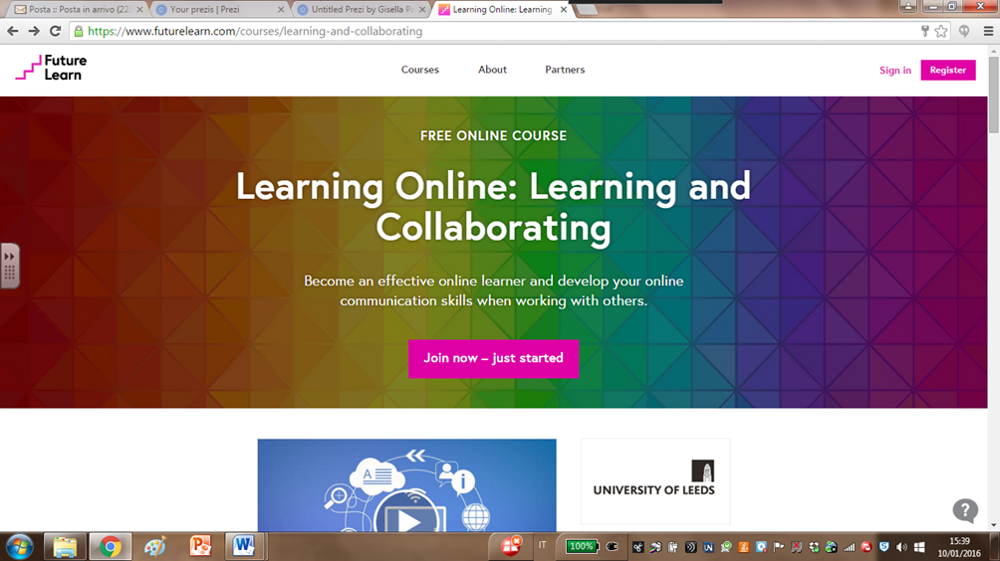 Posta :: Posta in arrivo (22
Your prezis | Prezi
Untitled Prezi by Gisella Pe
Learning Online: Learning
https://www.futurelearn.com/courses/learning-and-collaborating
Future
Learn
Courses About Partners
Sign in Register
FREE ONLINE COURSE
Learning Online: Learning and
Collaborating
Become an effective online learner and develop your online
communication skills when working with others.
Join now – just started
A
i
UNIVERSITY OF LEEDS
?
IT
100%
15:39
10/01/2016